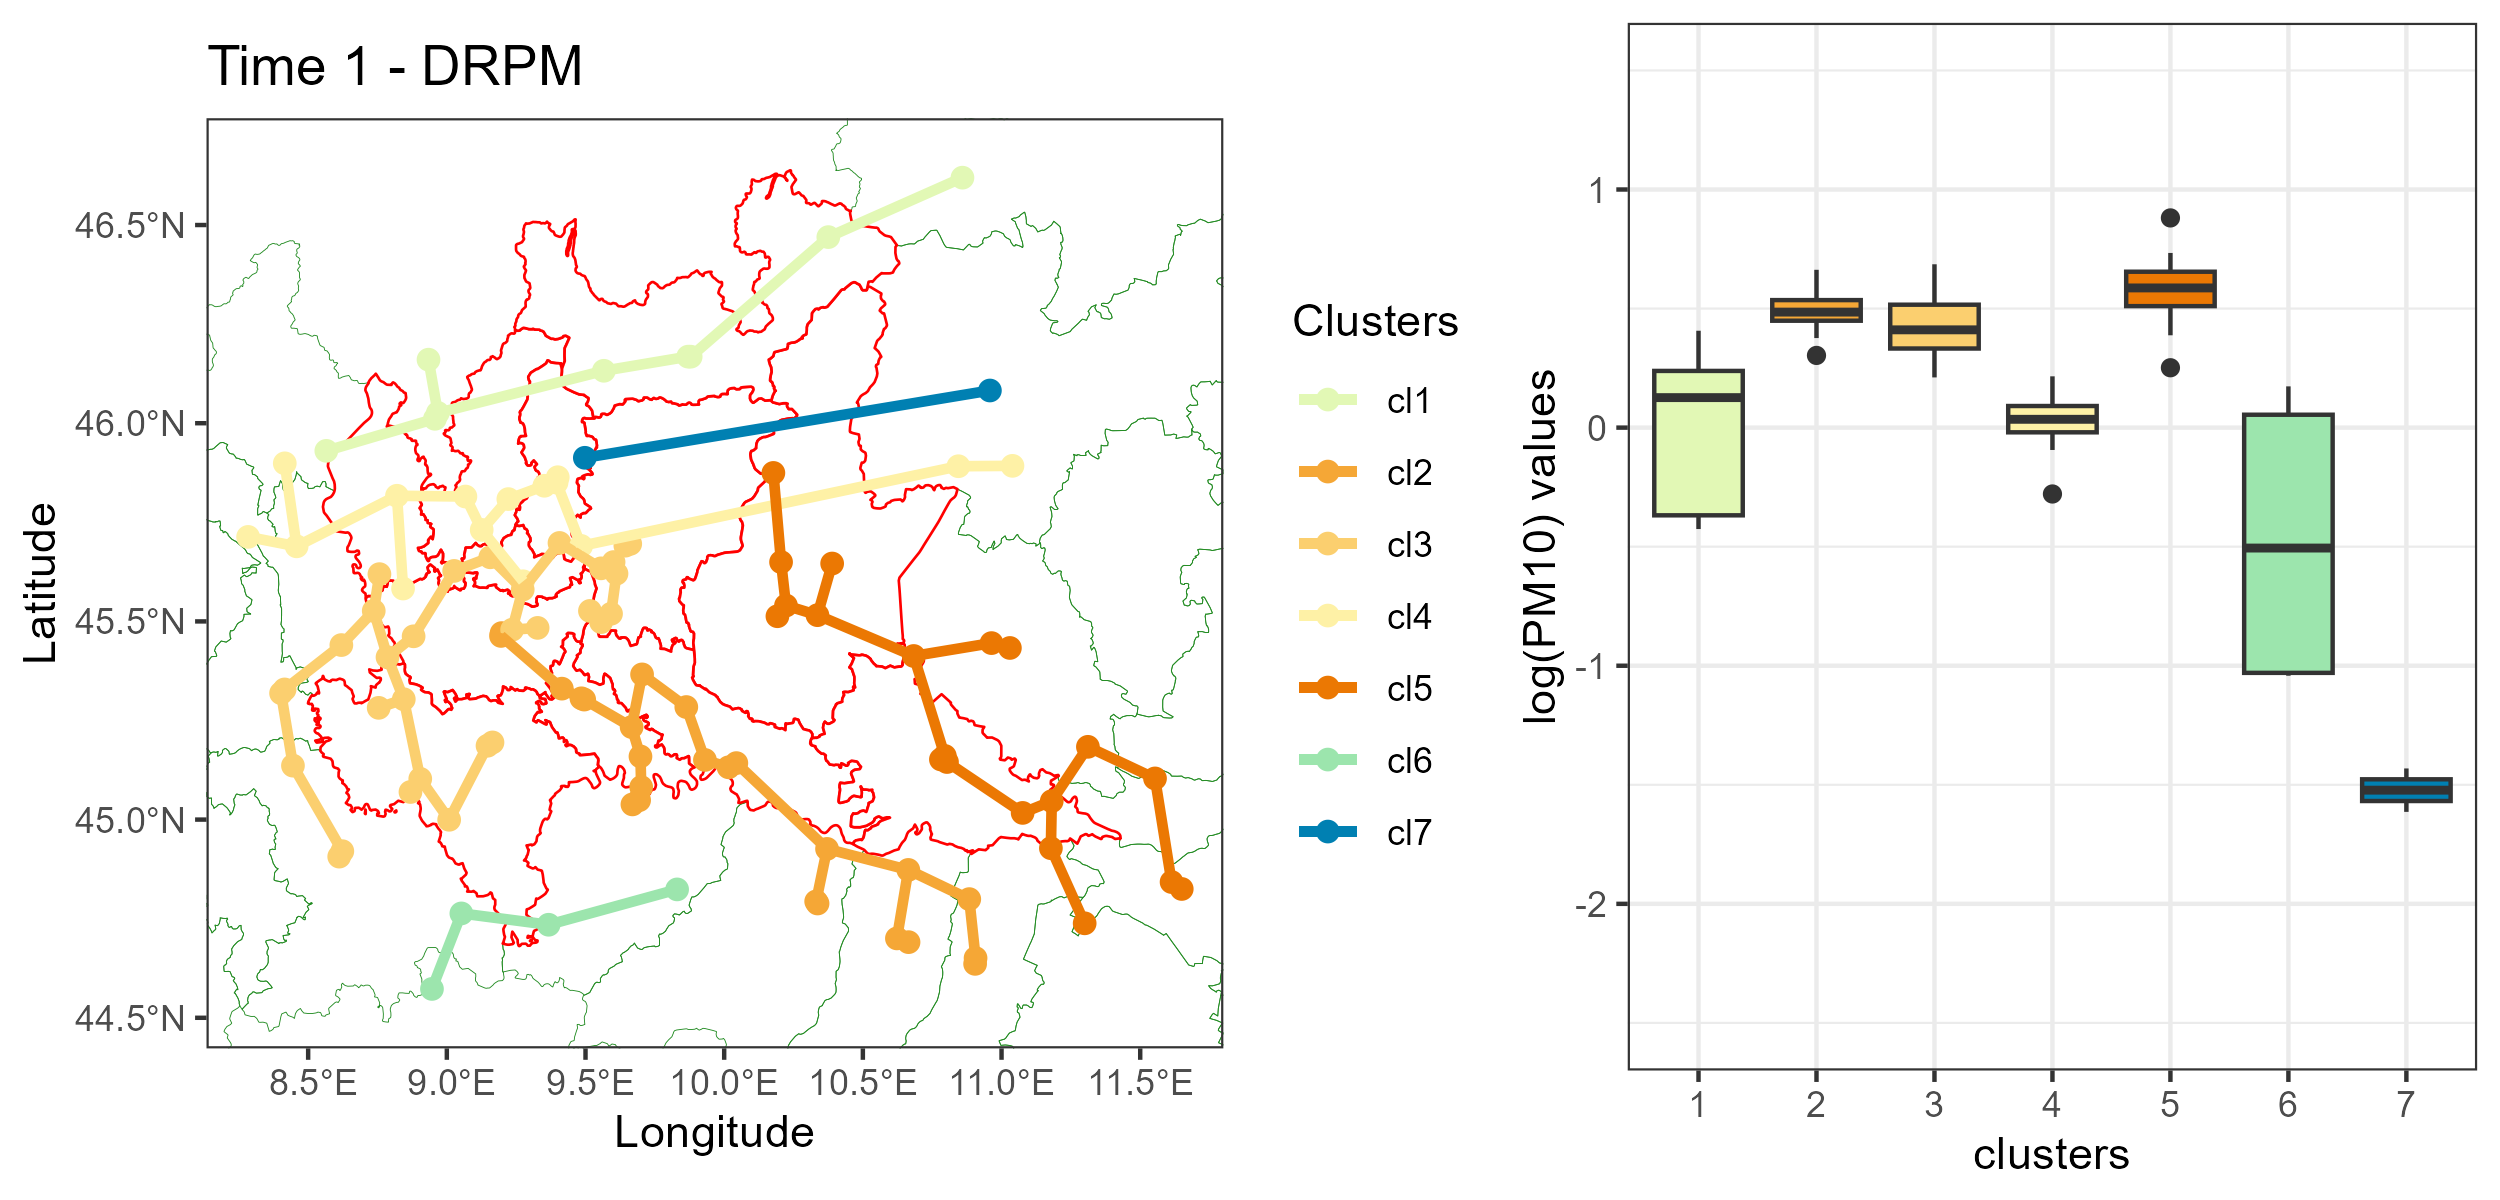 Time 1 - DRPM
Latitude
46.5°N
46.0°N
45.5°N
45.0°N
44.5°N
8.5°E 9.0°E 9.5°E 10.0°E 10.5°E 11.0°E 11.5°E
Longitude
Clusters
cl1
cl2
cl3
cl4
cl5
cl6
cl7
log(PM10) values
1
0
-1
-2
1 2 3 4 5 6 7
clusters